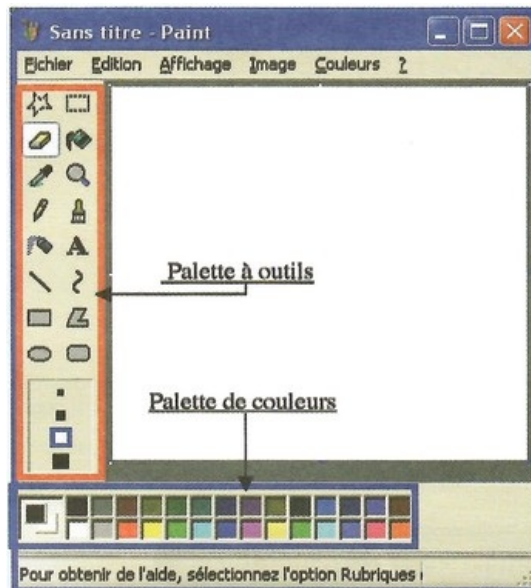 Sans titre - Paint
Fichier Edition Affichage Image Couleurs ?
A
Palette à outils
Palette de couleurs
Pour obtenir de l'aide, sélectionnez l'option Rubriques